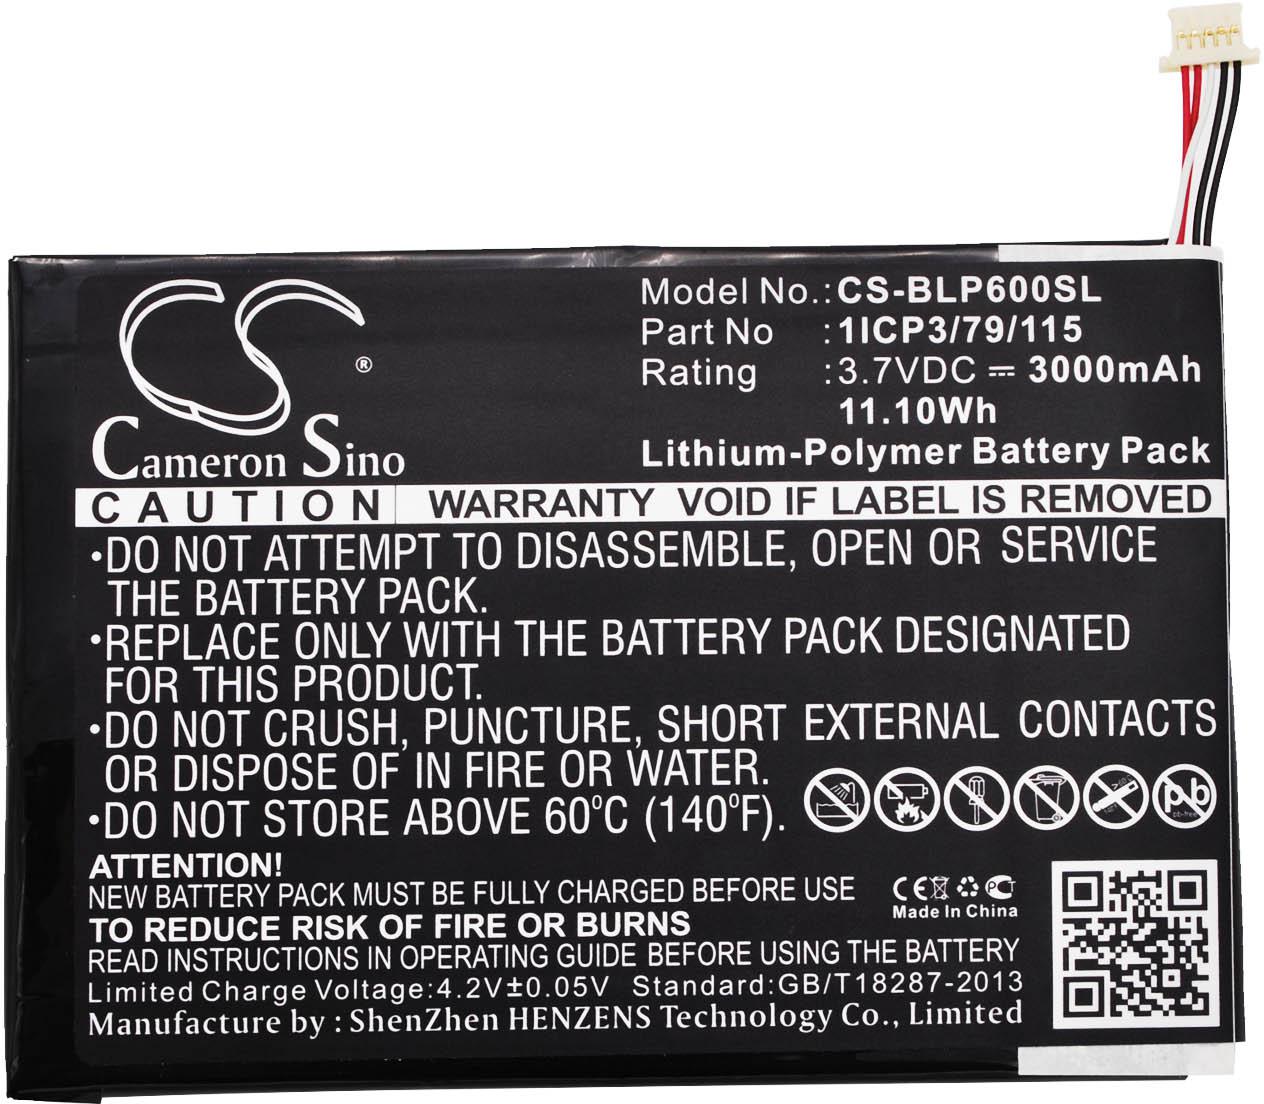 Model No.: CS-BLP600SL
Part No : 1ICP3/79/115
Rating : 3.7VDC ⎓ 3000mAh
11.10Wh
Lithium-Polymer Battery Pack
CS ®
Cameron Sino
CAUTION WARRANTY VOID IF LABEL IS REMOVED
•DO NOT ATTEMPT TO DISASSEMBLE, OPEN OR SERVICE
THE BATTERY PACK.
•REPLACE ONLY WITH THE BATTERY PACK DESIGNATED
FOR THIS PRODUCT.
•DO NOT CRUSH, PUNCTURE, SHORT EXTERNAL CONTACTS
OR DISPOSE OF IN FIRE OR WATER.
•DO NOT STORE ABOVE 60°C (140°F).
pb
pb-free
ATTENTION!
NEW BATTERY PACK MUST BE FULLY CHARGED BEFORE USE
CE PC
Made In China
TO REDUCE RISK OF FIRE OR BURNS
READ INSTRUCTIONS IN OPERATING GUIDE BEFORE USING THE BATTERY
Limited Charge Voltage:4.2V±0.05V Standard:GB/T18287-2013
Manufacture by : ShenZhen HENZENS Technology Co., Limited